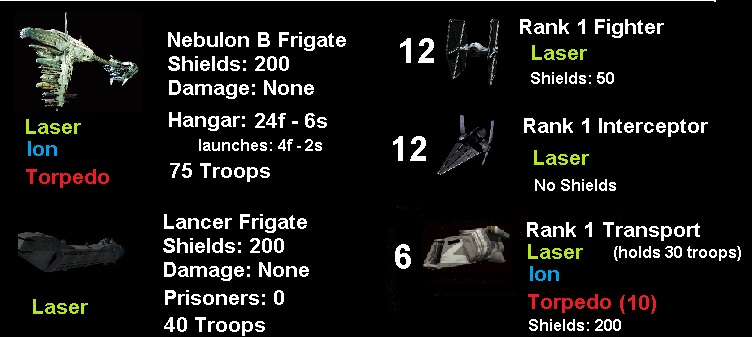 Nebulon B Frigate
Shields: 200
Damage: None
Hangar: 24f - 6s
launches: 4f - 2s
75 Troops
Laser
Ion
Torpedo
Lancer Frigate
Shields: 200
Damage: None
Prisoners: 0
40 Troops
Laser
12
Rank 1 Fighter
Laser
Shields: 50
12
Rank 1 Interceptor
Laser
No Shields
6
Rank 1 Transport
Laser (holds 30 troops)
Ion
Torpedo (10)
Shields: 200